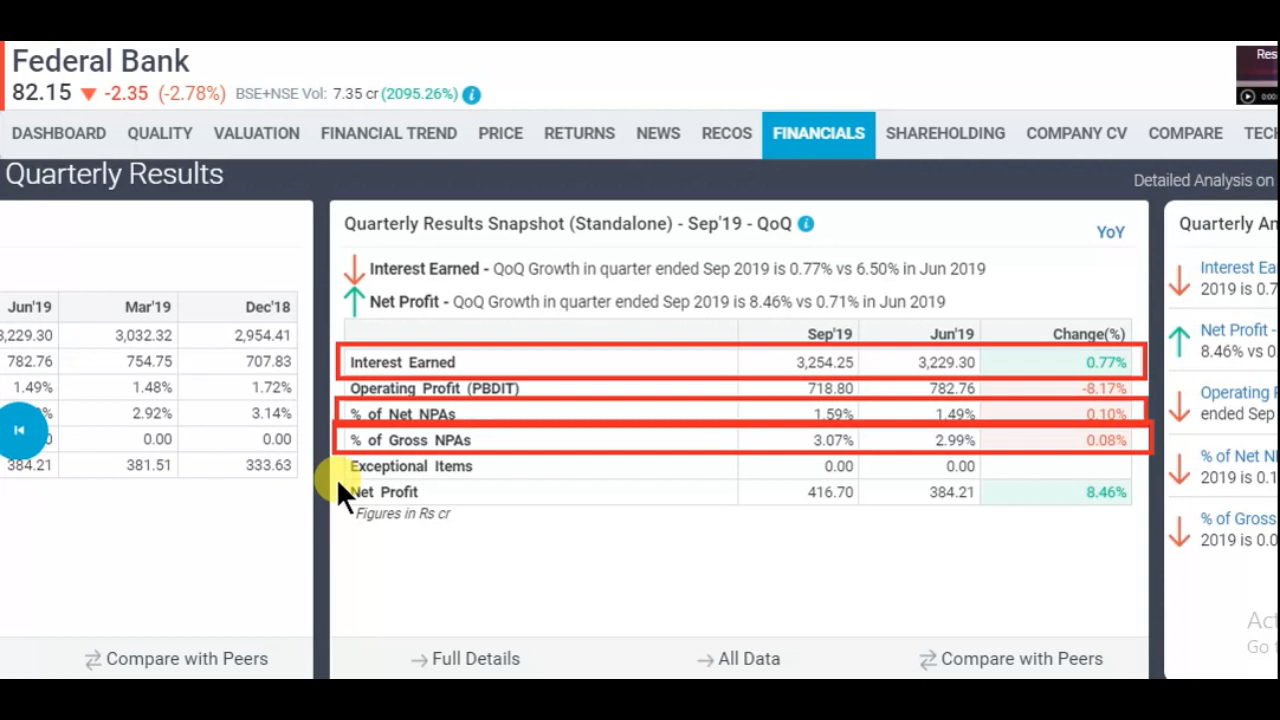 Federal Bank
82.15 -2.35 (-2.78%) BSE+NSE Vol: 7.35 cr (2095.26%)
DASHBOARD QUALITY VALUATION FINANCIAL TREND PRICE RETURNS NEWS RECOS FINANCIALS SHAREHOLDING COMPANY CV COMPARE
Quarterly Results
Detailed Analysis on
Jun'19 Mar'19 Dec'18
3,229.30 3,032.32 2,954.41
782.76 754.75 707.83
1.49% 1.48% 1.72%
2.92% 3.14%
0.00 0.00
384.21 381.51 333.63
Compare with Peers
Quarterly Results Snapshot (Standalone) - Sep'19 - QoQ
YoY
Interest Earned - QoQ Growth in quarter ended Sep 2019 is 0.77% vs 6.50% in Jun 2019
Net Profit - QoQ Growth in quarter ended Sep 2019 is 8.46% vs 0.71% in Jun 2019
Sep'19 Jun'19 Change(%)
Interest Earned 3,254.25 3,229.30 0.77%
Operating Profit (PBDIT) 718.80 782.76 -8.17%
% of Net NPAs 1.59% 1.49% 0.10%
% of Gross NPAs 3.07% 2.99% 0.08%
Exceptional Items 0.00 0.00
Net Profit 416.70 384.21 8.46%
Figures in Rs cr
Full Details All Data Compare with Peers
Quarterly An
Interest Ea
2019 is 0.7
Net Profit -
8.46% vs 0.
Operating
ended Sep
% of Net N
2019 is 0.1
% of Gross
2019 is 0.0
Go